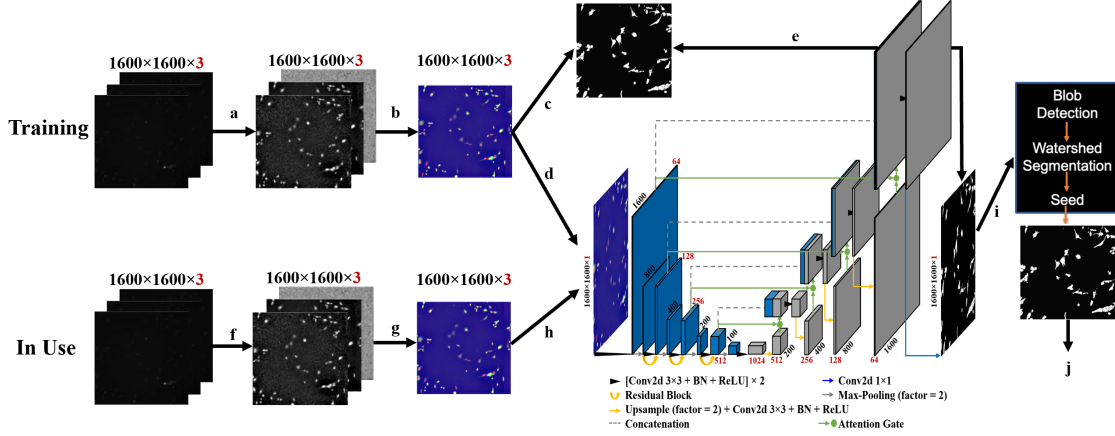 Training
1600×1600×3
a
1600×1600×3
b
1600×1600×3
c
d
e
In Use
1600×1600×3
f
1600×1600×3
g
1600×1600×3
h
1600×1600×1
1600
64
800
128
400
256
200
512
100
1024
512
200
256
400
128
800
64
1600
1600×1600×1
i
Blob
Detection
Watershed
Segmentation
Seed
j
[Conv2d 3×3 + BN + ReLU] × 2
Residual Block
Upsample (factor = 2) + Conv2d 3×3 + BN + ReLU
Concatenation
Conv2d 1×1
Max-Pooling (factor = 2)
Attention Gate